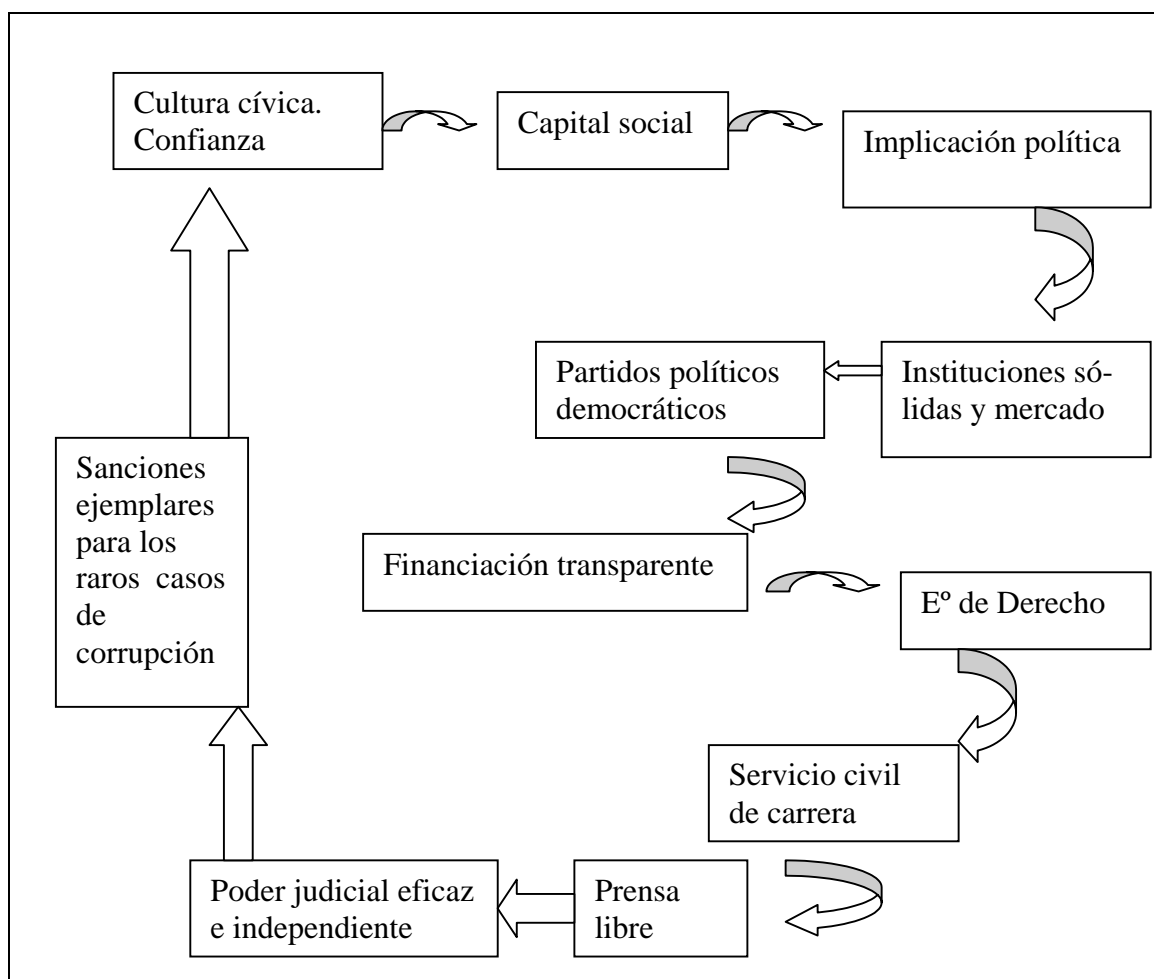 Cultura cívica.
Confianza
Capital social
Implicación política
Partidos políticos
democráticos
Instituciones só-
lidas y mercado
Sanciones
ejemplares
para los
raros casos
de
corrupción
Financiación transparente
Eº de Derecho
Servicio civil
de carrera
Poder judicial eficaz
e independiente
Prensa
libre